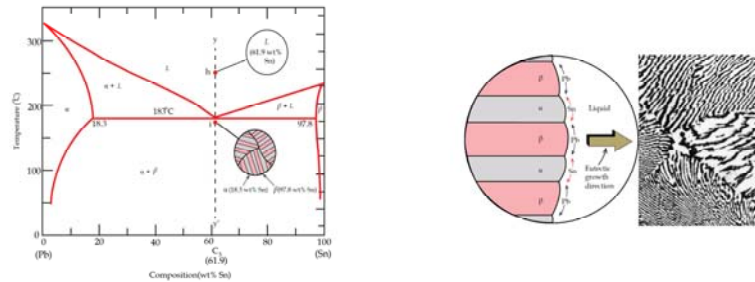 y
L
(61.9 wt%
Sn)
300
h
L
α + L
200
α
183°C
β + L
β
18.3
i
97.8
Temperature (°C)
100
α + β
α (18.3 wt% Sn)
β (97.8 wt% Sn)
y'
0
0
20
40
60
80
100
(Pb)
C₃
(Sn)
(61.9)
Composition(wt% Sn)
β
Pb
α
Sn
Liquid
β
Pb
α
Sn
Eutectic
growth
direction
β
Pb